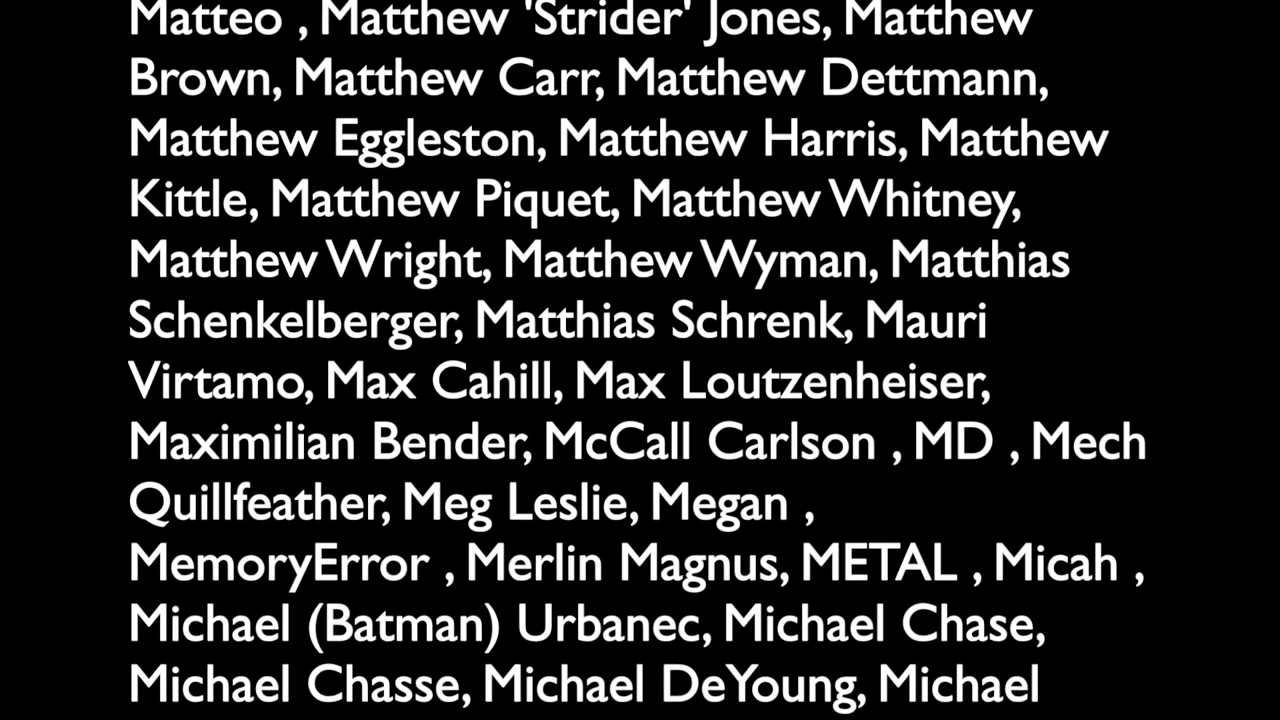 Matteo , Matthew 'Strider' Jones, Matthew
Brown, Matthew Carr, Matthew Dettmann,
Matthew Eggleston, Matthew Harris, Matthew
Kittle, Matthew Piquet, Matthew Whitney,
Matthew Wright, Matthew Wyman, Matthias
Schenkelberger, Matthias Schrenk, Mauri
Virtamo, Max Cahill, Max Loutzenheiser,
Maximilian Bender, McCall Carlson , MD , Mech
Quillfeather, Meg Leslie, Megan ,
MemoryError , Merlin Magnus, METAL , Micah ,
Michael (Batman) Urbanec, Michael Chase,
Michael Chasse, Michael DeYoung, Michael